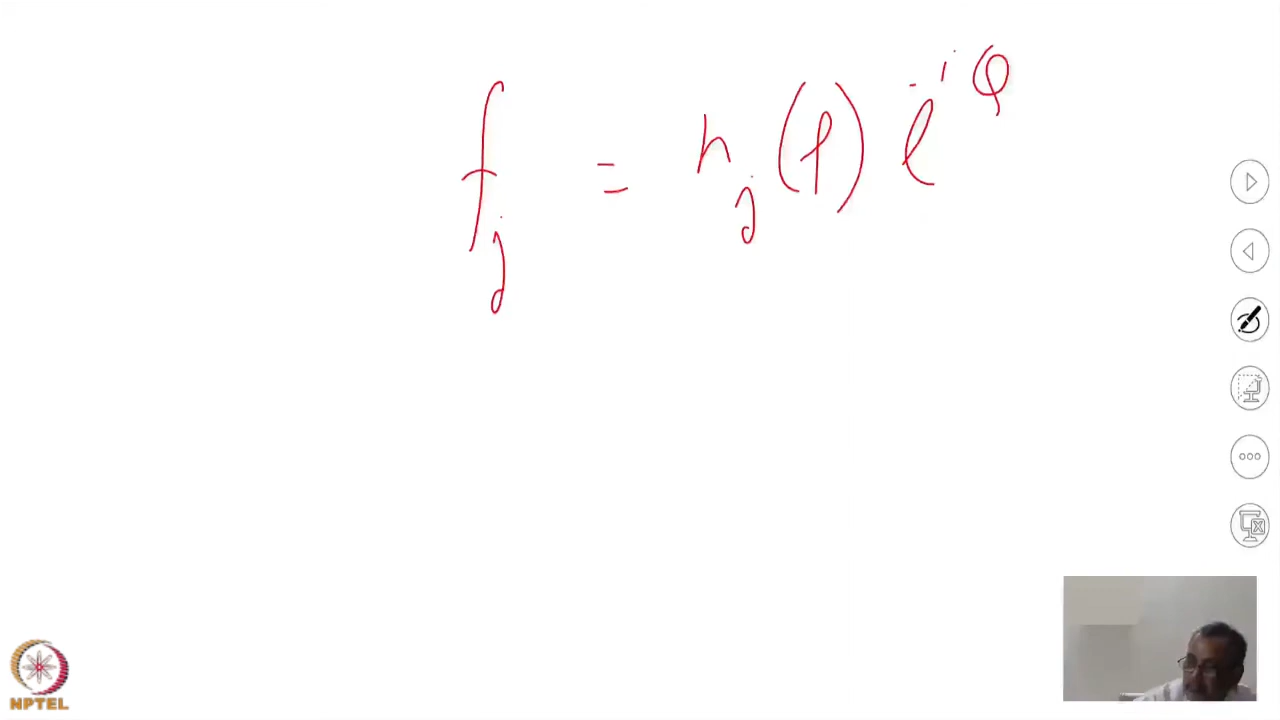 f_j = h_j(p) e^{-iφ}
NPTEL